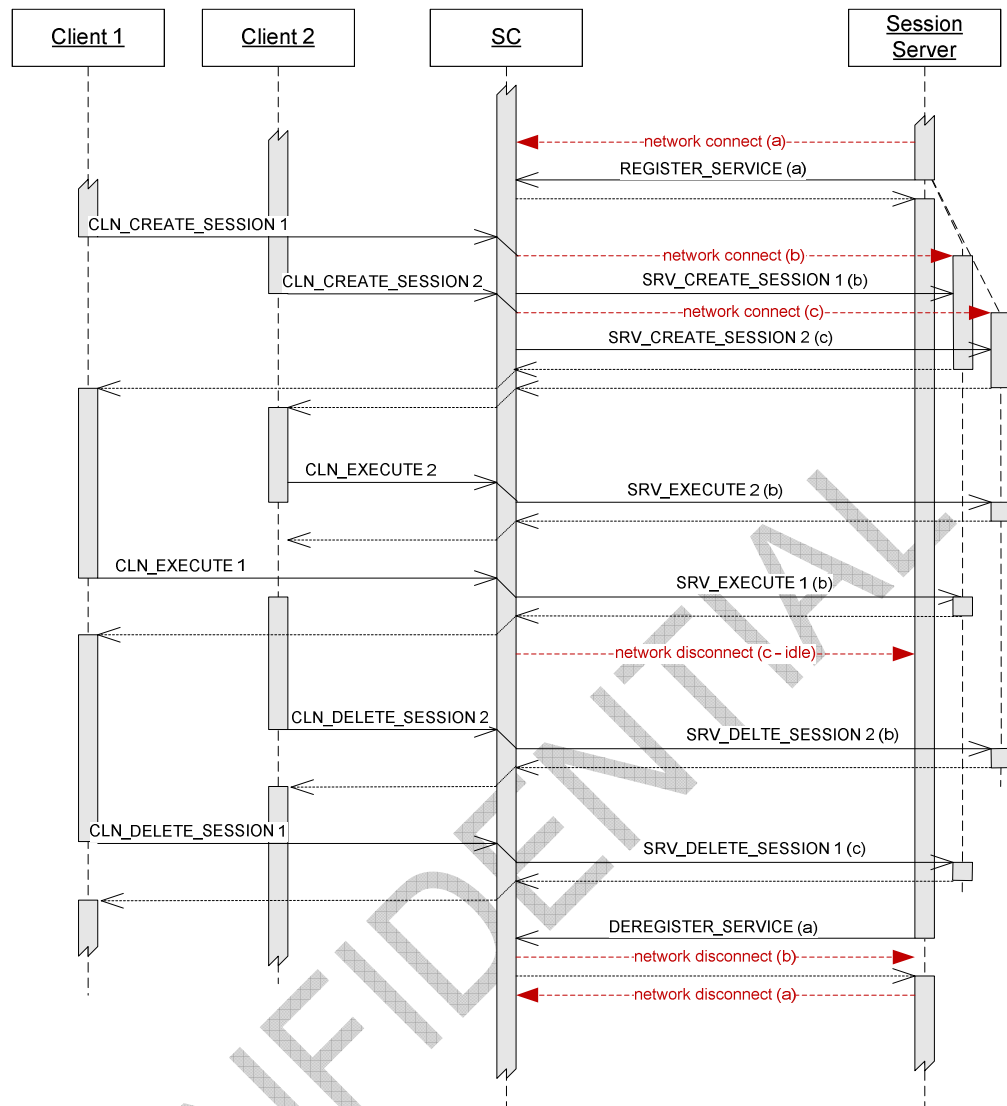 Client 1
Client 2
SC
Session
Server
network connect (a)
REGISTER_SERVICE (a)
CLN_CREATE_SESSION 1
network connect (b)
CLN_CREATE_SESSION 2
SRV_CREATE_SESSION 1 (b)
network connect (c)
SRV_CREATE_SESSION 2 (c)
CLN_EXECUTE 2
SRV_EXECUTE 2 (b)
CLN_EXECUTE 1
SRV_EXECUTE 1 (b)
network disconnect (c – idle)
CLN_DELETE_SESSION 2
SRV_DELTE_SESSION 2 (b)
CLN_DELETE_SESSION 1
SRV_DELETE_SESSION 1 (c)
DEREGISTER_SERVICE (a)
network disconnect (b)
network disconnect (a)
NFIDENTIAL